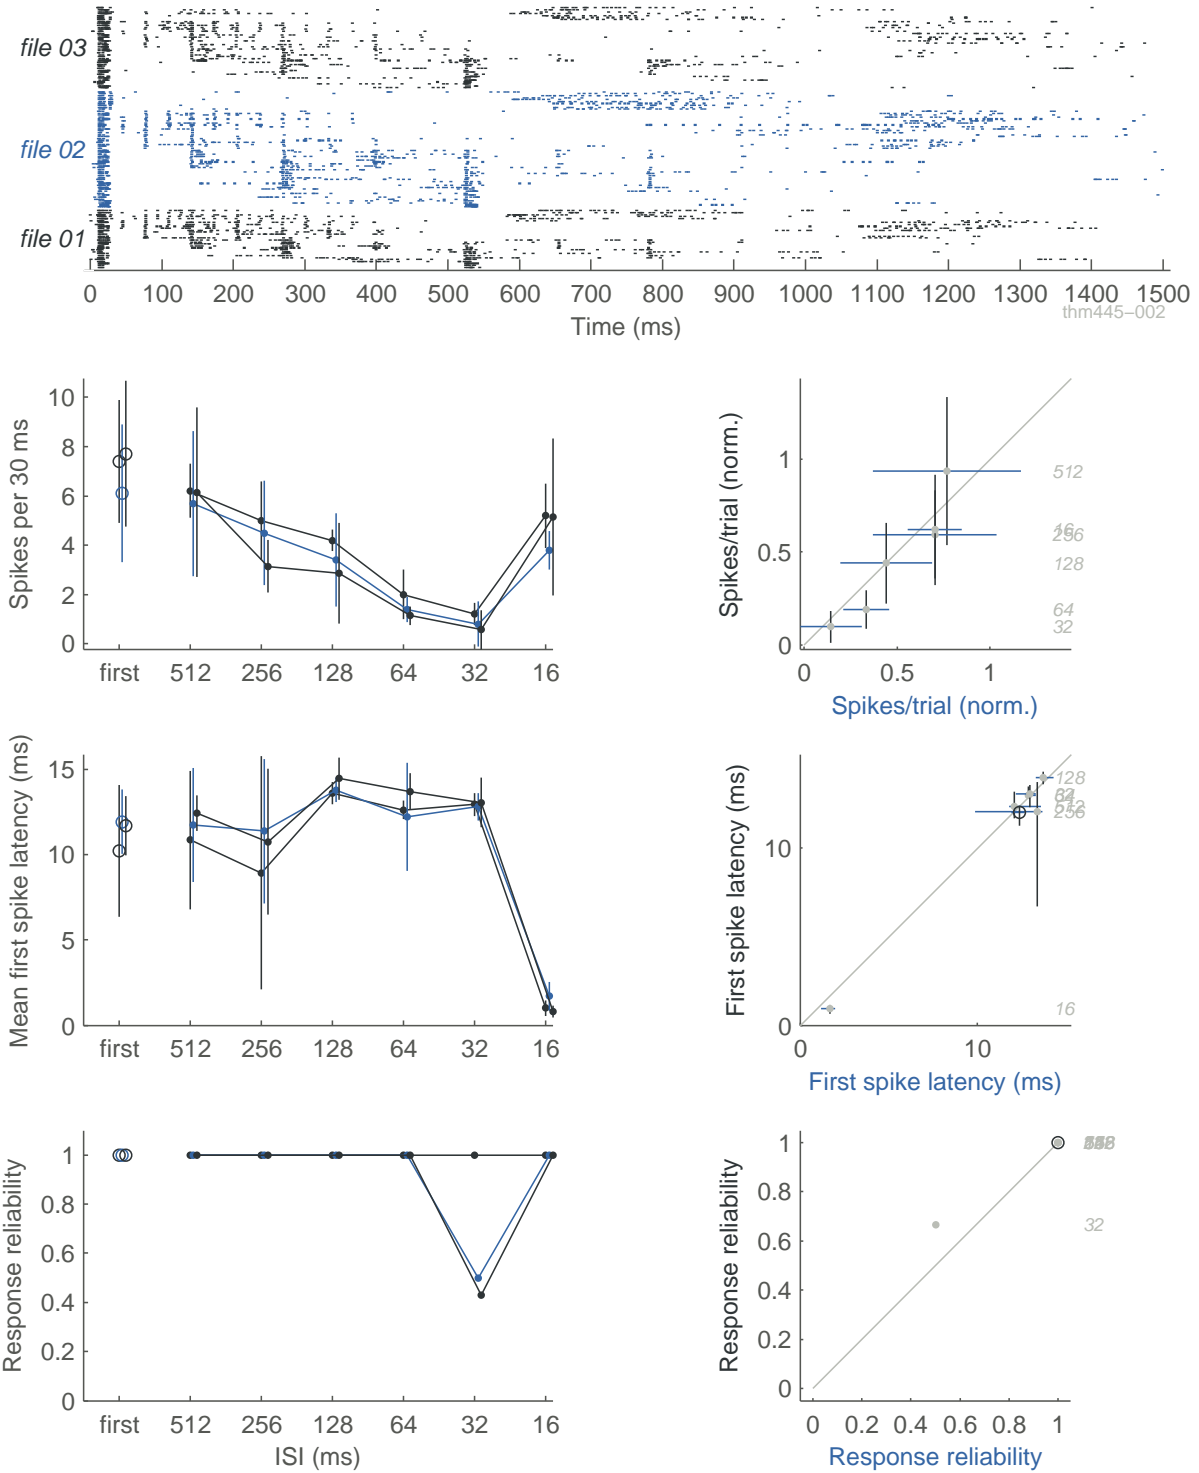 file 03
file 02
file 01
0 100 200 300 400 500 600 700 800 900 1000 1100 1200 1300 1400 1500
thm445−002
Time (ms)
Spikes per 30 ms
10
8
6
4
2
0
first 512 256 128 64 32 16
Spikes/trial (norm.)
1
0.5
0
512
16
256
128
64
32
0 0.5 1
Spikes/trial (norm.)
Mean first spike latency (ms)
15
10
5
0
first 512 256 128 64 32 16
First spike latency (ms)
10
0
128
32
64
512
256
16
0 10
First spike latency (ms)
Response reliability
1
0.8
0.6
0.4
0.2
0
first 512 256 128 64 32 16
ISI (ms)
Response reliability
1
0.8
0.6
0.4
0.2
0
32
0 0.2 0.4 0.6 0.8 1
Response reliability